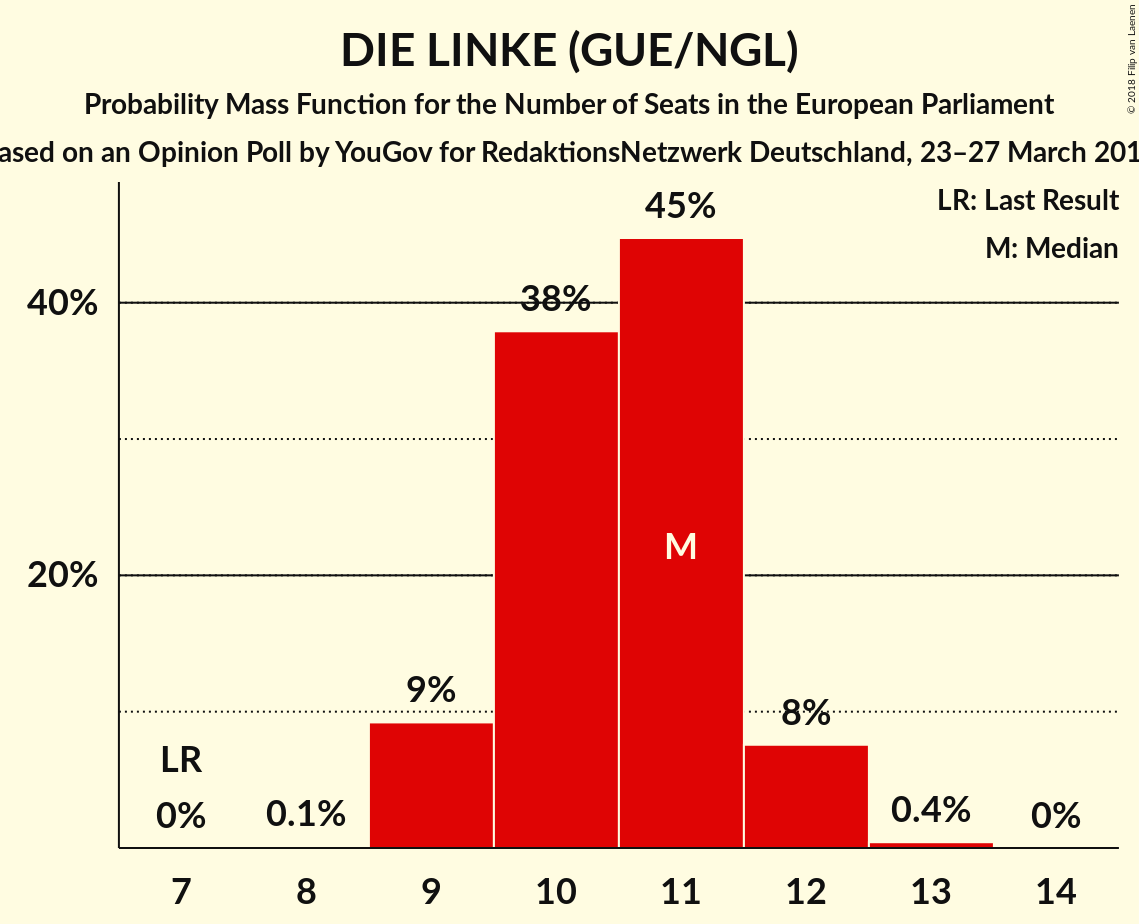 DIE LINKE (GUE/NGL)
Probability Mass Function for the Number of Seats in the European Parliament
ased on an Opinion Poll by YouGov for RedaktionsNetzwerk Deutschland, 23–27 March 201
© 2018 Filip van Laenen
LR: Last Result
M: Median
45%
38%
40%
M
20%
9%
8%
LR
0%
0.1%
0.4%
0%
7 8 9 10 11 12 13 14